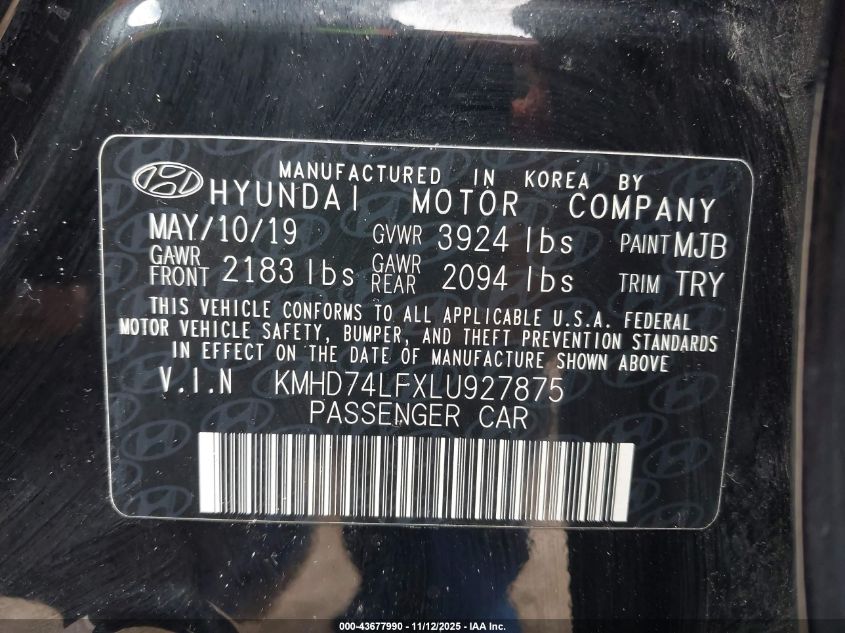 MANUFACTURED IN KOREA BY
HYUNDAI MOTOR COMPANY
MAY/10/19 GVWR 3924 lbs PAINT MJB
GAWR FRONT 2183 lbs GAWR REAR 2094 lbs TRIM TRY
THIS VEHICLE CONFORMS TO ALL APPLICABLE U.S.A. FEDERAL
MOTOR VEHICLE SAFETY, BUMPER, AND THEFT PREVENTION STANDARDS
IN EFFECT ON THE DATE OF MANUFACTURE SHOWN ABOVE
V.I.N KMHD74LFXLU927875
PASSENGER CAR
000-43677990 - 11/12/2025 - IAA Inc.